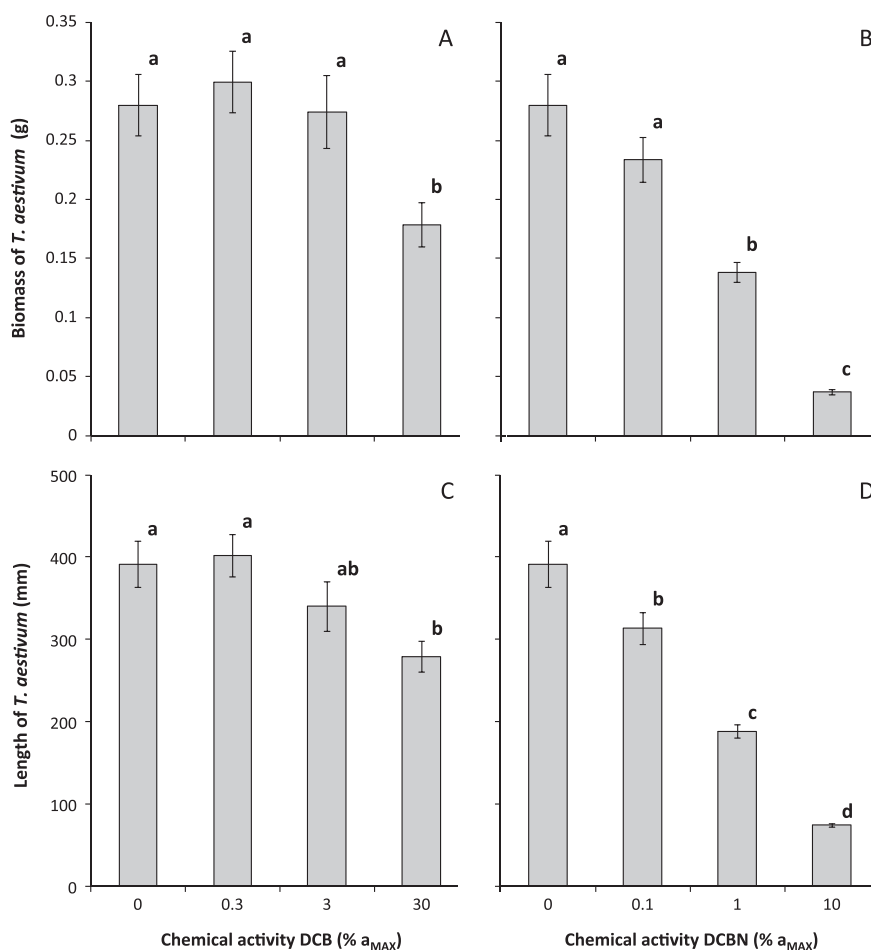 A
B
0.35
0.3
0.25
0.2
0.15
0.1
0.05
0
Biomass of T. aestivum (g)
a
a
a
b
a
a
b
c
C
D
500
400
300
200
100
0
Length of T. aestivum (mm)
a
a
ab
b
a
b
c
d
0 0.3 3 30
0 0.1 1 10
Chemical activity DCB (% aMAX)
Chemical activity DCBN (% aMAX)